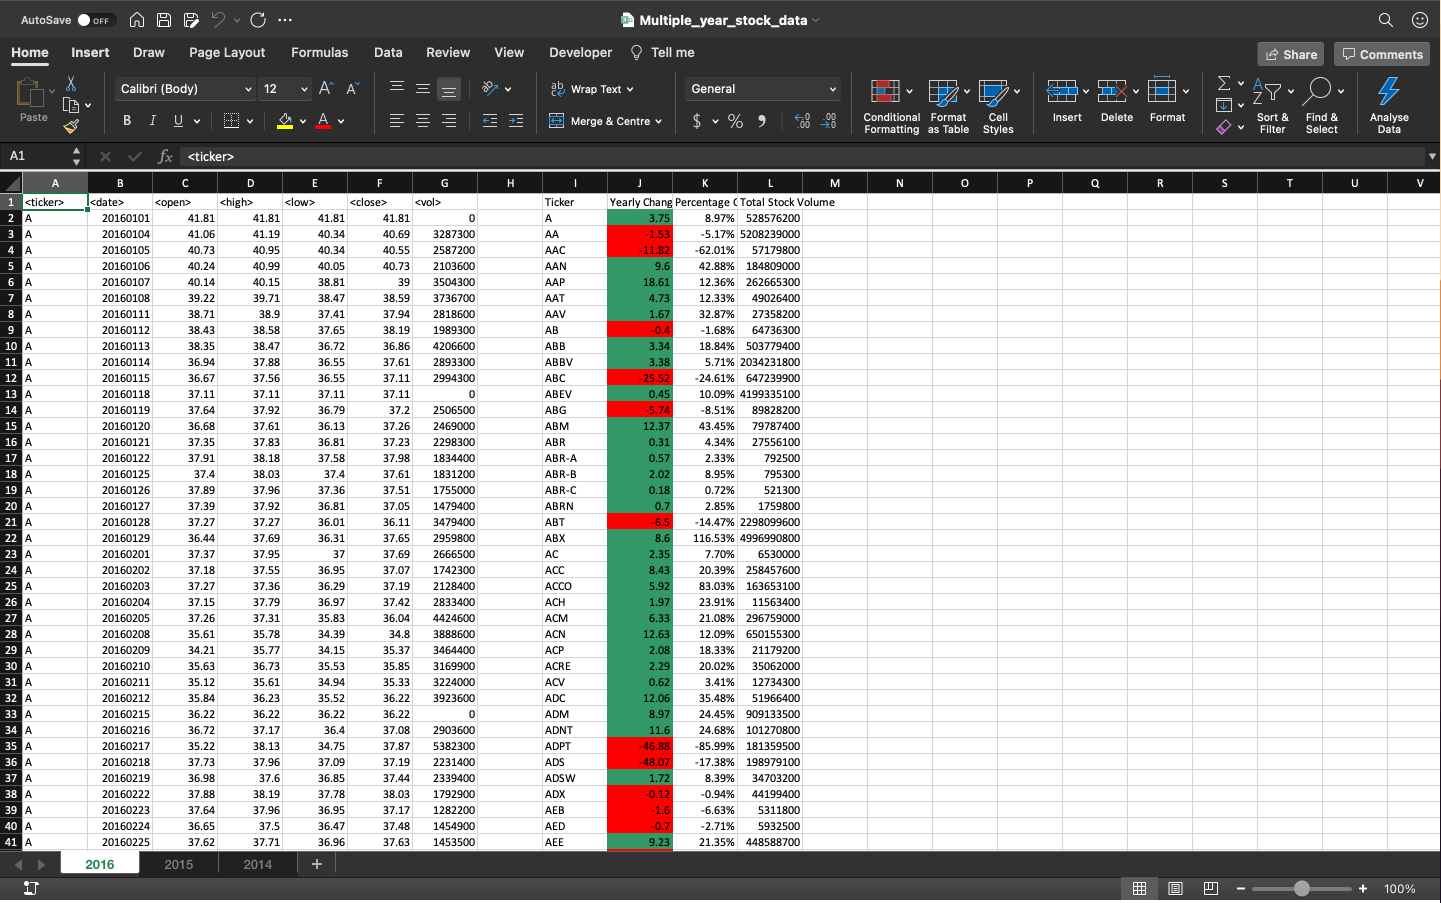 AutoSave OFF Multiple_year_stock_data
Home Insert Draw Page Layout Formulas Data Review View Developer Tell me Share Comments
Paste Calibri (Body) 12 A A ab Wrap Text General Conditional Formatting Format as Table Cell Styles Insert Delete Format Sort & Filter Find & Select Analyse Data
B I U A Merge & Centre $ % 9
A1 fx <ticker>
A B C D E F G H I J K L M N O P Q R S T U V
1 <ticker> <date> <open> <high> <low> <close> <vol> Ticker Yearly Chang Percentage Total Stock Volume
2 A 20160101 41.81 41.81 41.81 41.81 0 A 3.75 8.97% 528576200
3 A 20160104 41.06 41.19 40.34 40.69 3287300 AA -1.53 -5.17% 5208239000
4 A 20160105 40.73 40.95 40.34 40.55 2587200 AAC -11.82 -62.01% 57179800
5 A 20160106 40.24 40.99 40.05 40.73 2103600 AAN 9.6 42.88% 184809000
6 A 20160107 40.14 40.15 38.81 39 3504300 AAP 18.61 12.36% 262665300
7 A 20160108 39.22 39.71 38.47 38.59 3736700 AAT 4.73 12.33% 49026400
8 A 20160111 38.71 38.9 37.41 37.94 2818600 AAV 1.67 32.87% 27358200
9 A 20160112 38.43 38.58 37.65 38.19 1989300 AB -0.4 -1.68% 64736300
10 A 20160113 38.35 38.47 36.72 36.86 4206600 ABB 3.34 18.84% 503779400
11 A 20160114 36.94 37.88 36.55 37.61 2893300 ABBV 3.38 5.71% 2034231800
12 A 20160115 36.67 37.56 36.55 37.11 2994300 ABC -25.52 -24.61% 647239900
13 A 20160118 37.11 37.11 37.11 37.11 0 ABEV 0.45 10.09% 4199335100
14 A 20160119 37.64 37.92 36.79 37.2 2506500 ABG -5.74 -8.51% 89828200
15 A 20160120 36.68 37.61 36.13 37.26 2469000 ABM 12.37 43.45% 79787400
16 A 20160121 37.35 37.83 36.81 37.23 2298300 ABR 0.31 4.34% 27556100
17 A 20160122 37.91 38.18 37.58 37.98 1834400 ABR-A 0.57 2.33% 792500
18 A 20160125 37.4 38.03 37.4 37.61 1831200 ABR-B 2.02 8.95% 795300
19 A 20160126 37.89 37.96 37.36 37.51 1755000 ABR-C 0.18 0.72% 521300
20 A 20160127 37.39 37.92 36.81 37.05 1479400 ABRN 0.7 2.85% 1759800
21 A 20160128 37.27 37.27 36.01 36.11 3479400 ABT -6.5 -14.47% 2298099600
22 A 20160129 36.44 37.69 36.31 37.65 2959800 ABX 8.6 116.53% 4996990800
23 A 20160201 37.37 37.95 37 37.69 2666500 AC 2.35 7.70% 6530000
24 A 20160202 37.18 37.55 36.95 37.07 1742300 ACC 8.43 20.39% 258457600
25 A 20160203 37.27 37.36 36.29 37.19 2128400 ACCO 5.92 83.03% 163653100
26 A 20160204 37.15 37.79 36.97 37.42 2833400 ACH 1.97 23.91% 11563400
27 A 20160205 37.26 37.31 35.83 36.04 4424600 ACM 6.33 21.08% 296759000
28 A 20160208 35.61 35.78 34.39 34.8 3888600 ACN 12.63 12.09% 650155300
29 A 20160209 34.21 35.77 34.15 35.37 3464400 ACP 2.08 18.33% 21179200
30 A 20160210 35.63 36.73 35.53 35.85 3169900 ACRE 2.29 20.02% 35062000
31 A 20160211 35.12 35.61 34.94 35.33 3224000 ACV 0.62 3.41% 12734300
32 A 20160212 35.84 36.23 35.52 36.22 3923600 ADC 12.06 35.48% 51966400
33 A 20160215 36.22 36.22 36.22 36.22 0 ADM 8.97 24.45% 909133500
34 A 20160216 36.72 37.17 36.4 37.08 2903600 ADNT 11.6 24.68% 101270800
35 A 20160217 35.22 38.13 34.75 37.87 5382300 ADPT -46.88 -85.99% 181359500
36 A 20160218 37.73 37.96 37.09 37.19 2231400 ADS -48.07 -17.38% 198979100
37 A 20160219 36.98 37.6 36.85 37.44 2339400 ADSW 1.72 8.39% 34703200
38 A 20160222 37.88 38.19 37.78 38.03 1792900 ADX -0.12 -0.94% 44199400
39 A 20160223 37.64 37.96 36.95 37.17 1282200 AEB -1.6 -6.63% 5311800
40 A 20160224 36.65 37.5 36.47 37.48 1454900 AED -0.7 -2.71% 5932500
41 A 20160225 37.62 37.71 36.96 37.63 1453500 AEE 9.23 21.35% 448588700
2016 2015 2014 +
100%